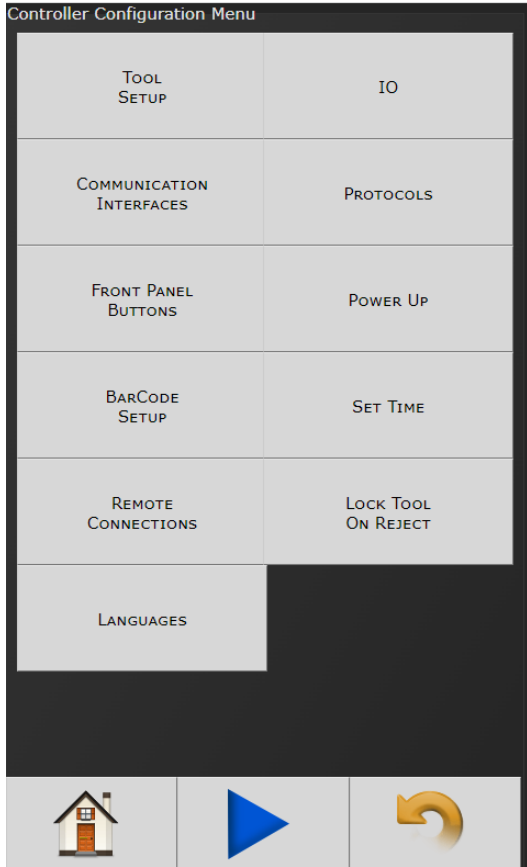 Controller Configuration Menu
Tool
Setup
IO
Communication
Interfaces
Protocols
Front Panel
Buttons
Power Up
BarCode
Setup
Set Time
Remote
Connections
Lock Tool
On Reject
Languages